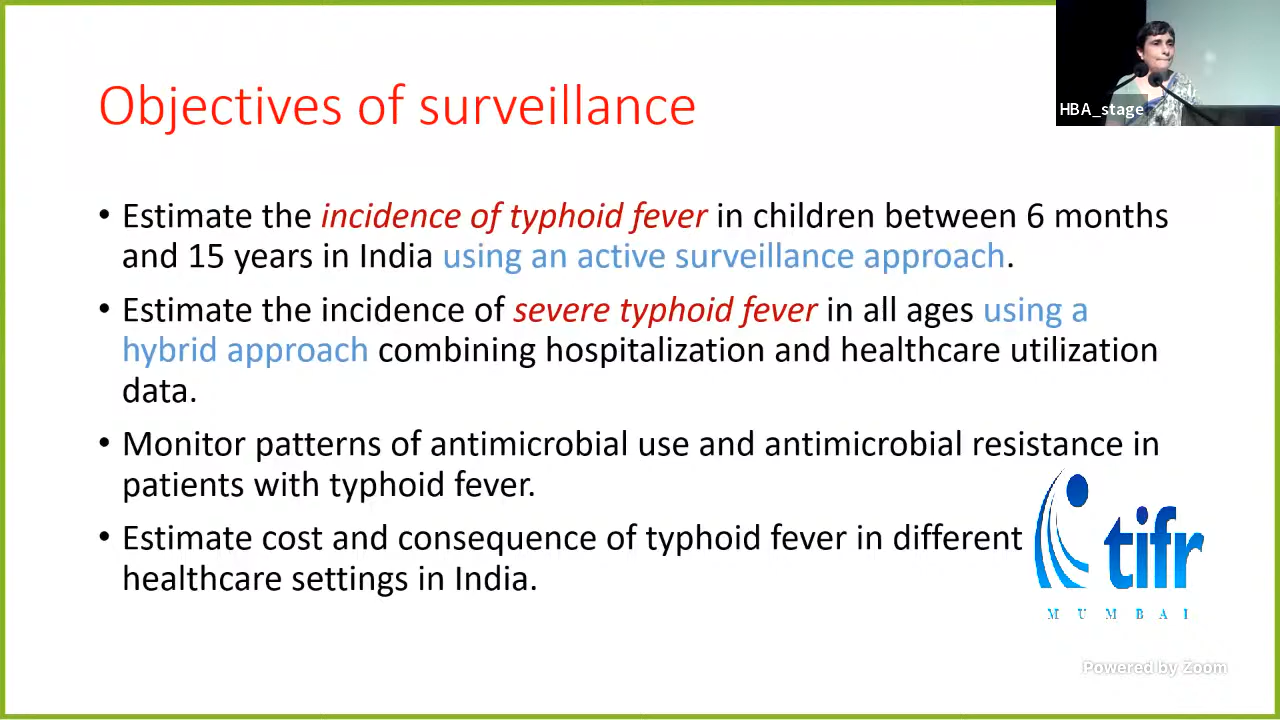 Objectives of surveillance
HBA_stage
• Estimate the incidence of typhoid fever in children between 6 months
and 15 years in India using an active surveillance approach.
• Estimate the incidence of severe typhoid fever in all ages using a
hybrid approach combining hospitalization and healthcare utilization
data.
• Monitor patterns of antimicrobial use and antimicrobial resistance in
patients with typhoid fever.
• Estimate cost and consequence of typhoid fever in different
healthcare settings in India.
tifr
MUMBAI
Powered by Zoom